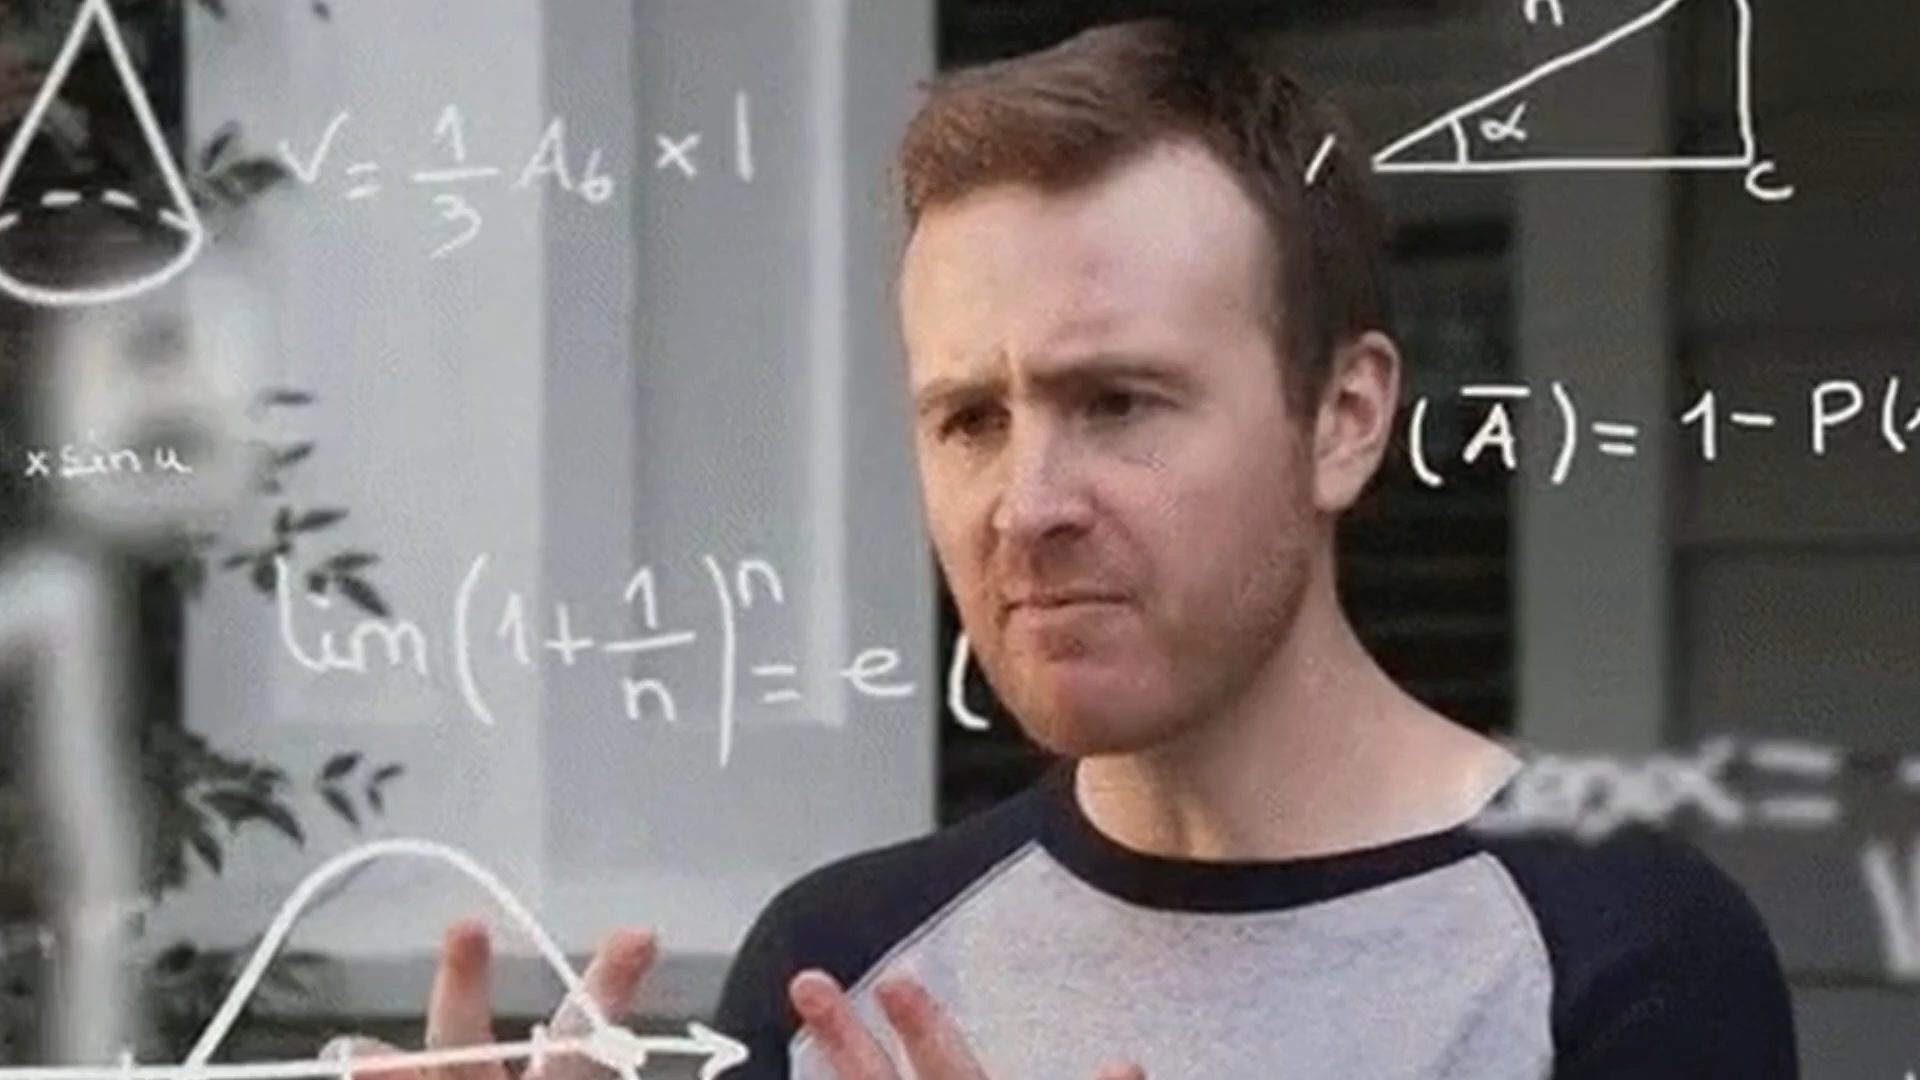 n
V = 1/3 A_b × l
α
C
(A̅) = 1 - P(
x sin u
lim (1 + 1/n)^n = e (